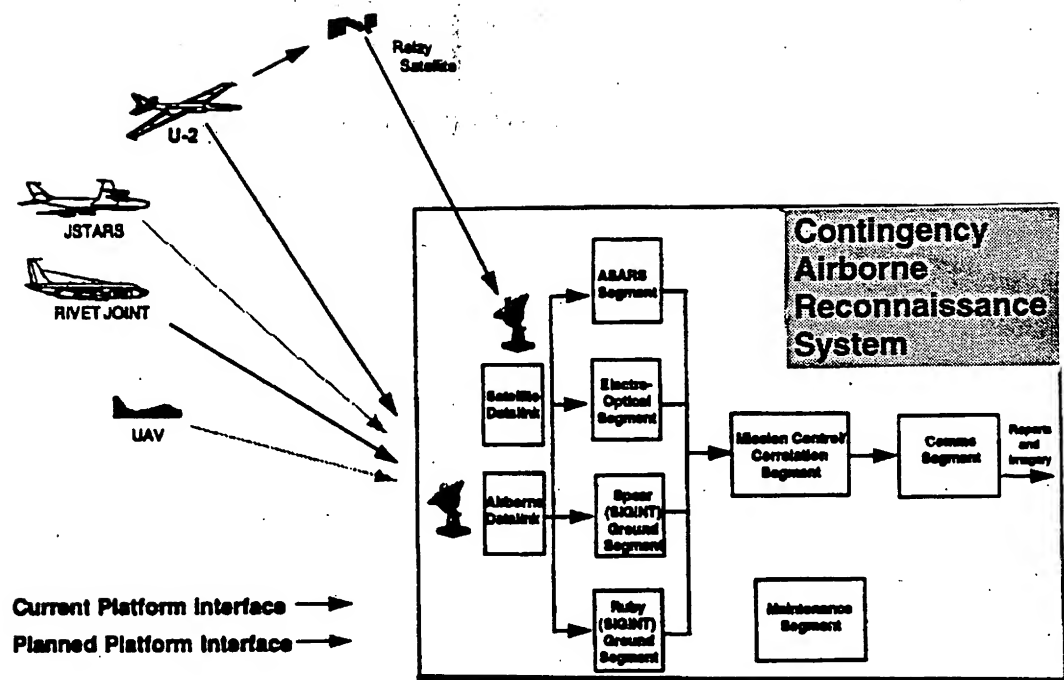 Relay
Satellite
U-2
JSTARS
RIVET JOINT
UAV
Contingency
Airborne
Reconnaissance
System
ASARS
Segment
Satellite
Datalink
Electro-
Optical
Segment
Airborne
Datalink
Spear
(SIGINT)
Ground
Segment
Ruby
(SIGINT)
Ground
Segment
Mission Control/
Correlation
Segment
Comms
Segment
Reports
and
Imagery
Maintenance
Segment
Current Platform Interface
Planned Platform Interface